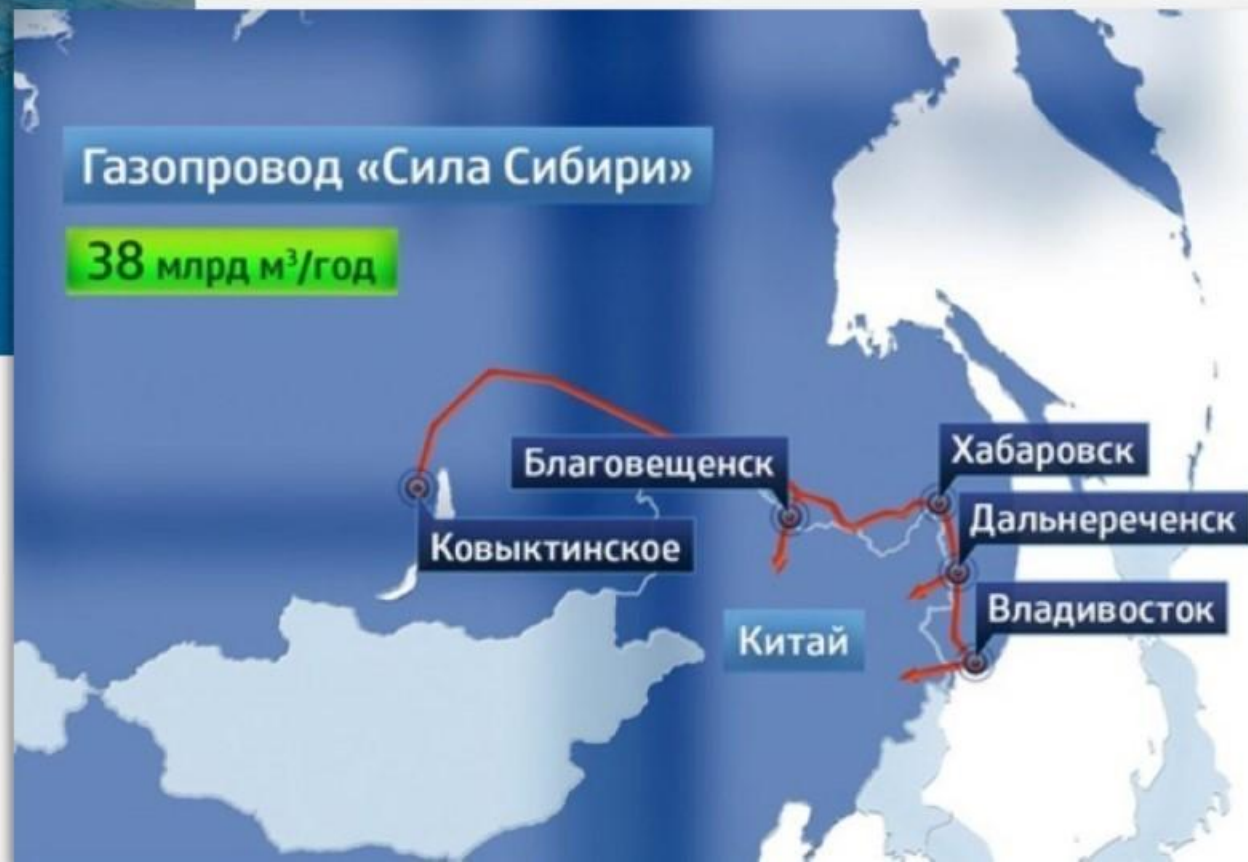 Газопровод «Сила Сибири»
38 млрд м³/год
Благовещенск
Хабаровск
Ковыктинское
Дальнереченск
Владивосток
Китай